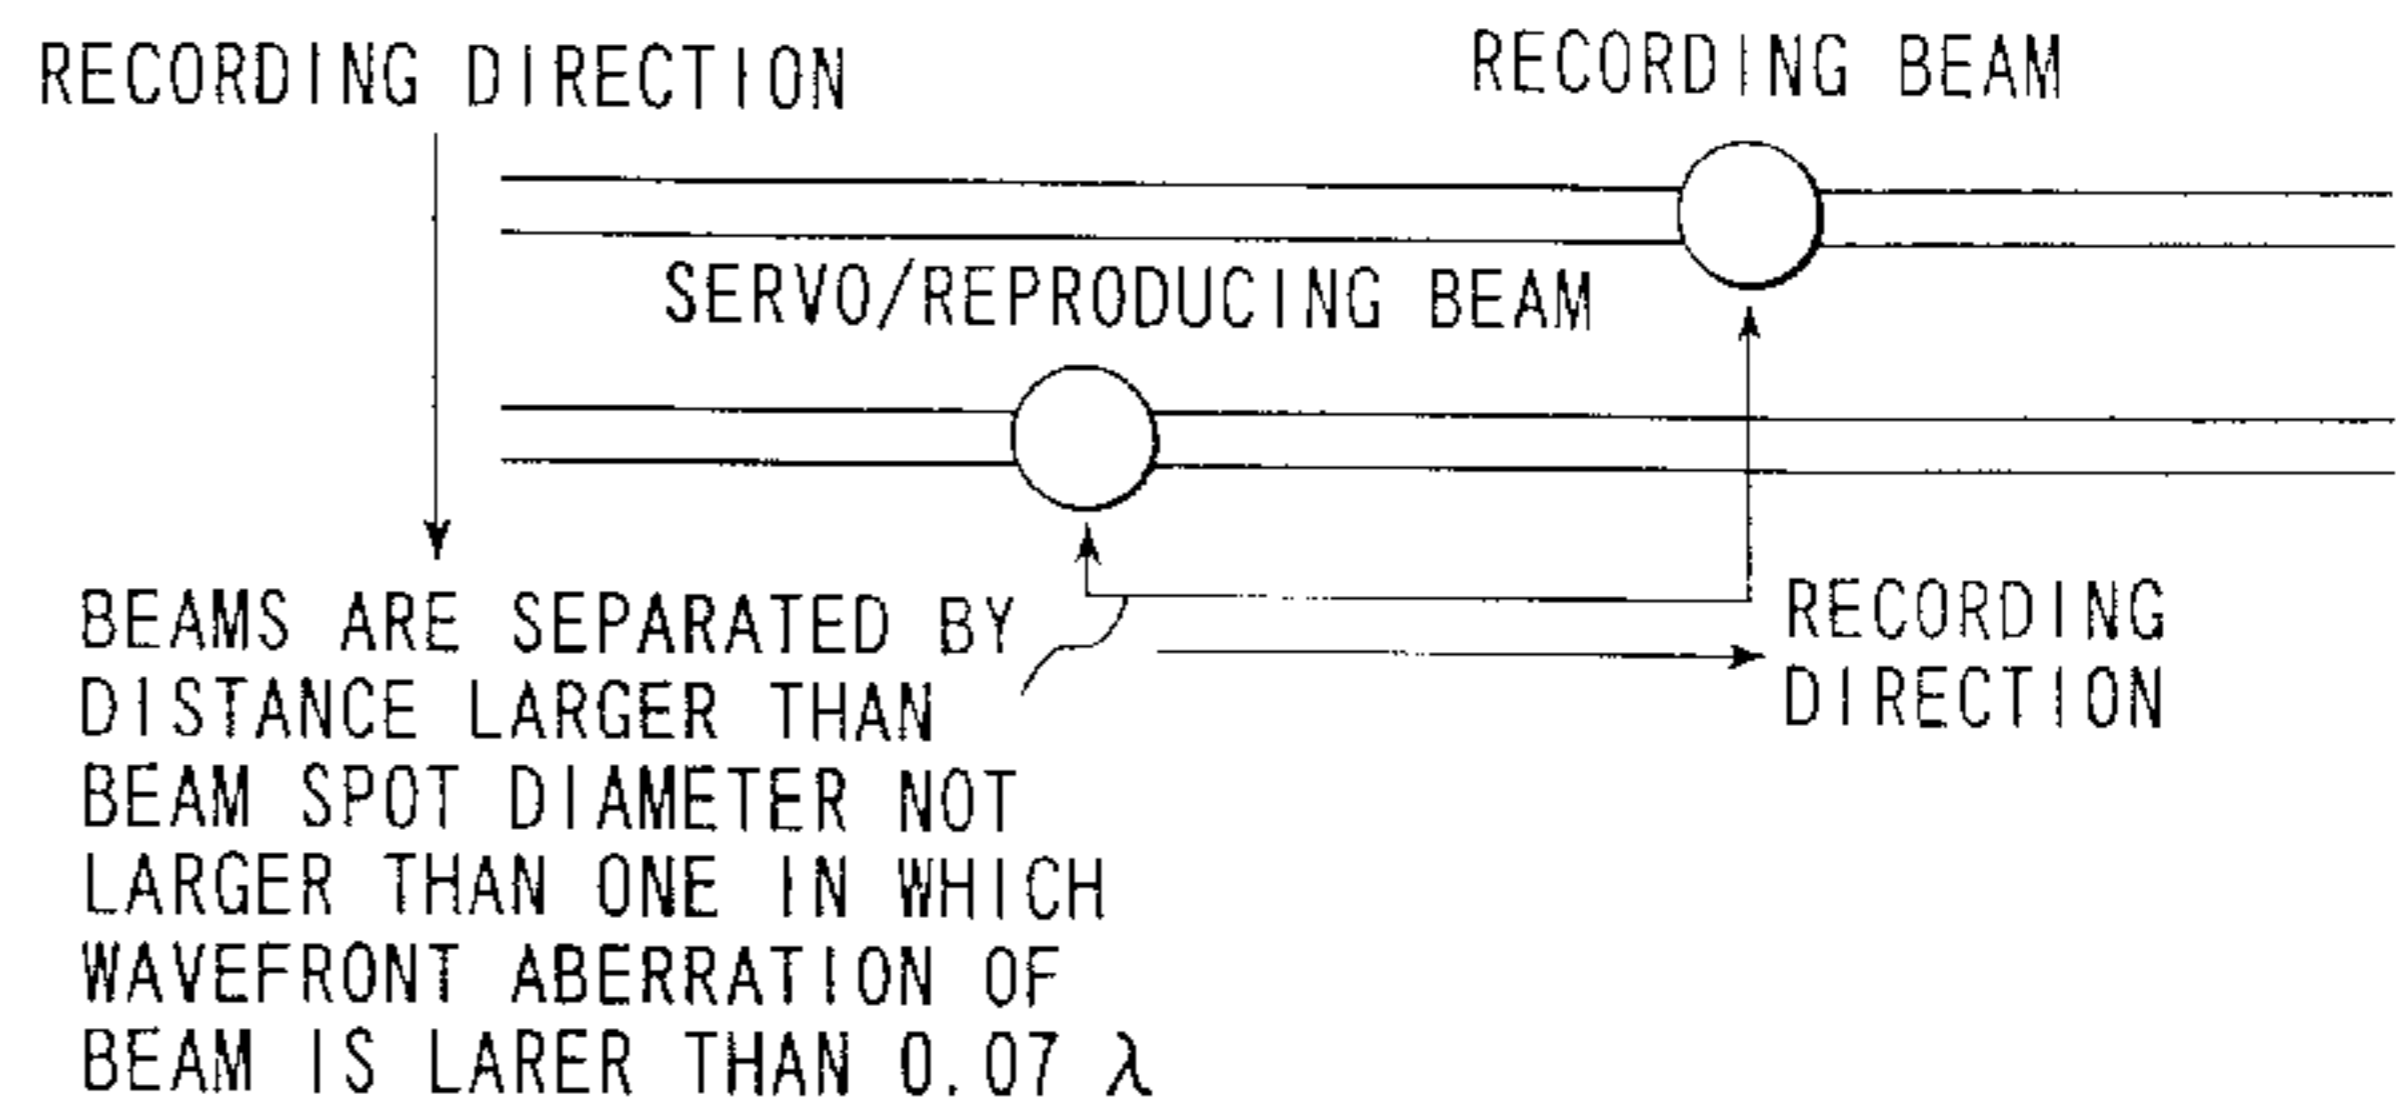 RECORDING DIRECTION
RECORDING BEAM
SERVO/REPRODUCING BEAM
BEAMS ARE SEPARATED BY
DISTANCE LARGER THAN
BEAM SPOT DIAMETER NOT
LARGER THAN ONE IN WHICH
WAVEFRONT ABERRATION OF
BEAM IS LARER THAN 0.07 λ
RECORDING
DIRECTION